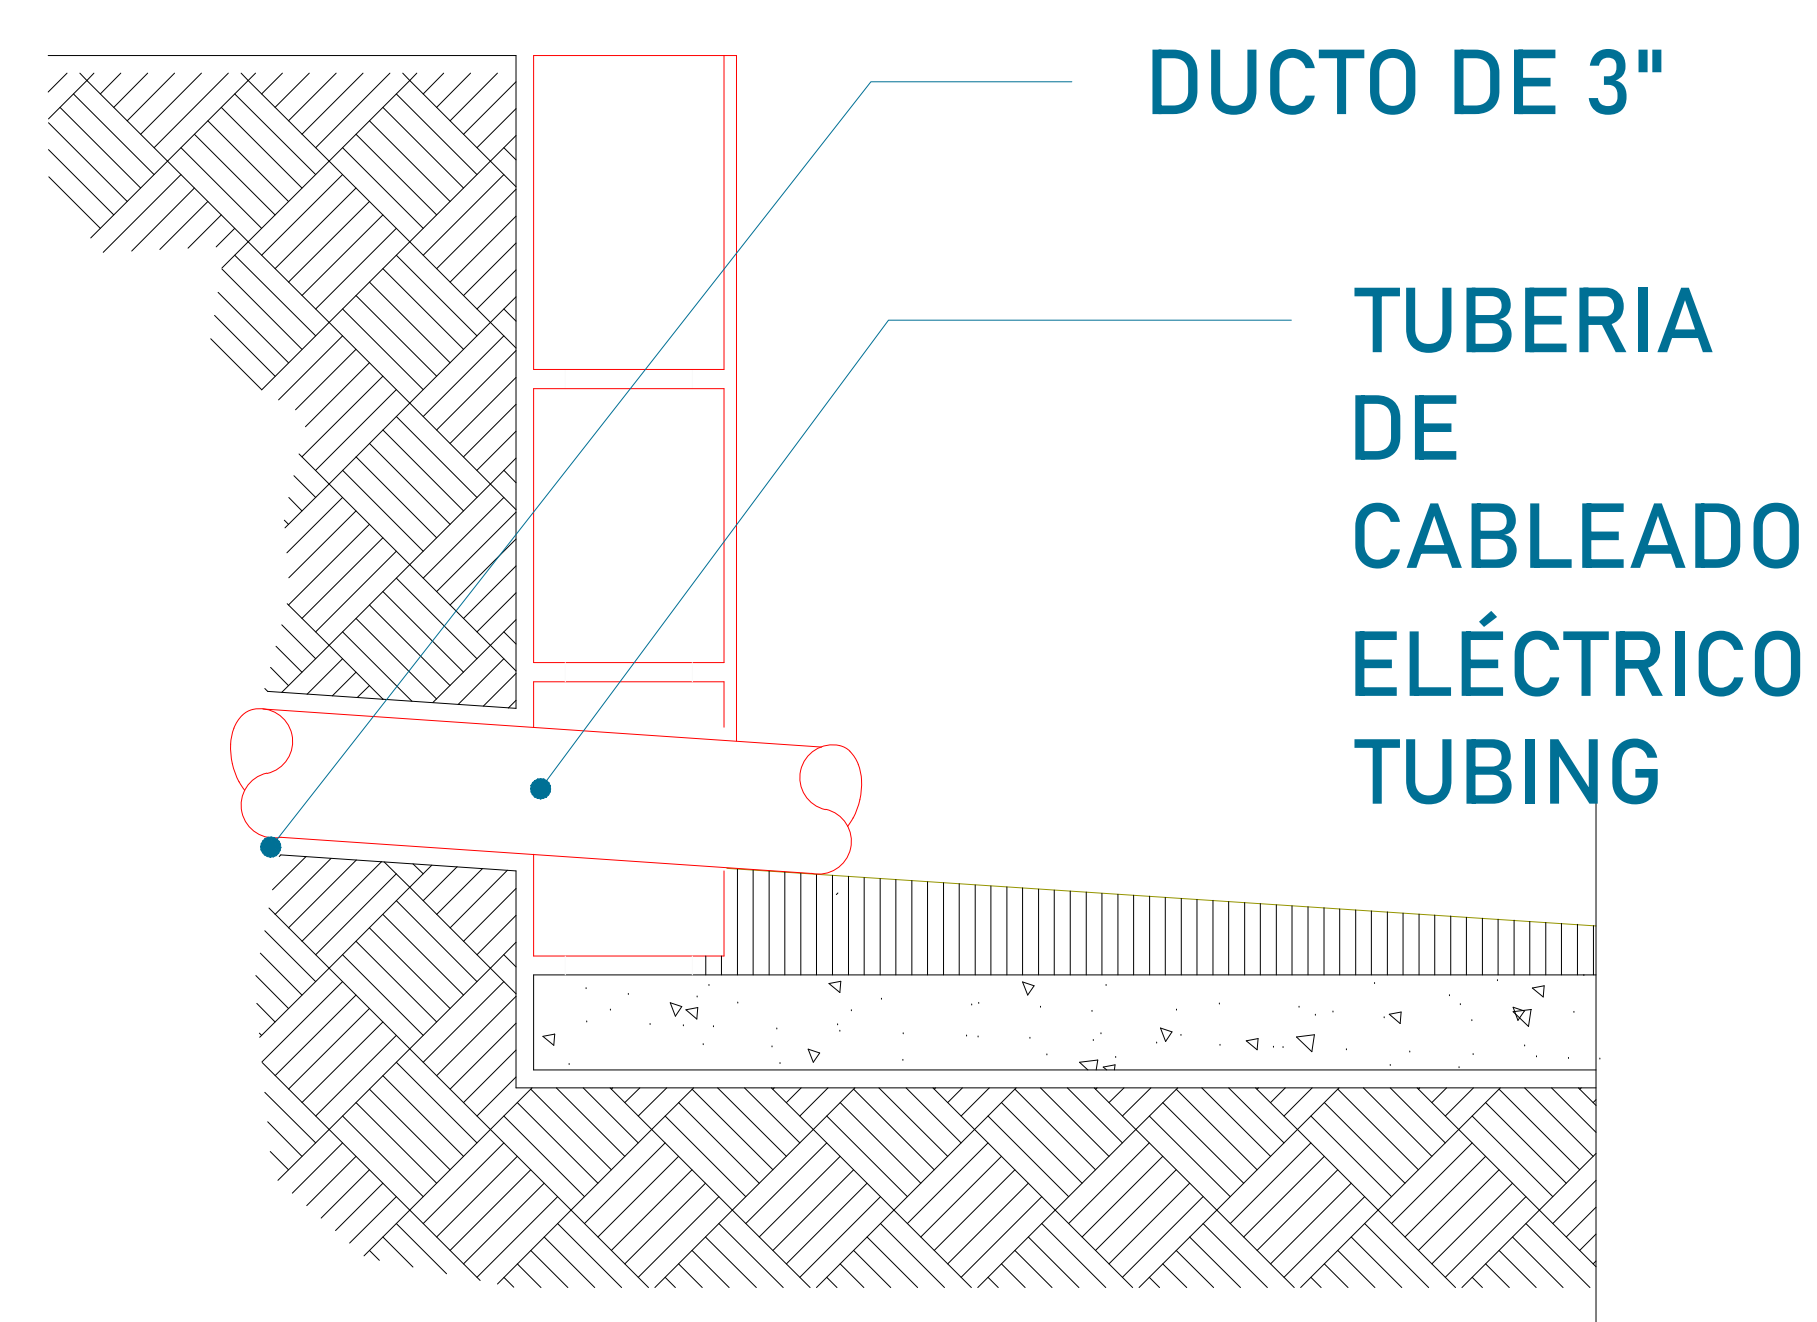 DUCTO DE 3"
TUBERIA
DE
CABLEADO
ELÉCTRICO
TUBING